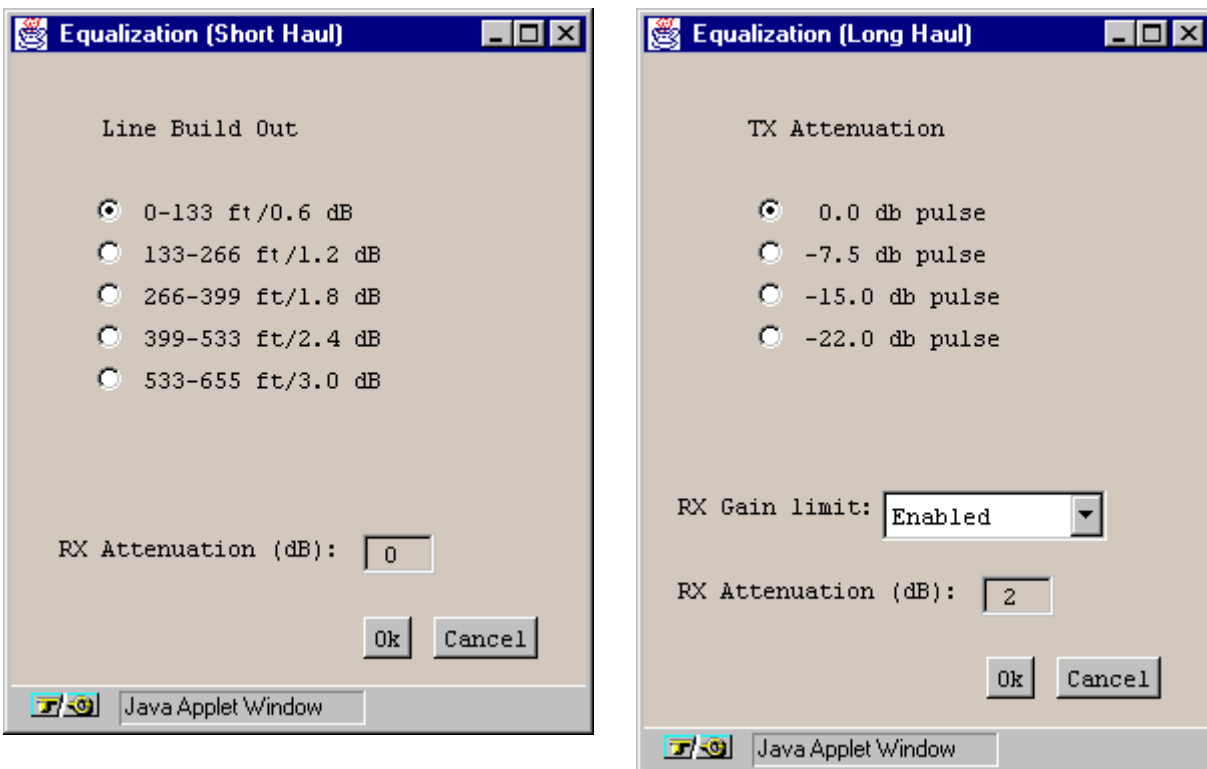 Equalization (Short Haul)
Line Build Out
0-133 ft/0.6 dB
133-266 ft/1.2 dB
266-399 ft/1.8 dB
399-533 ft/2.4 dB
533-655 ft/3.0 dB
RX Attenuation (dB): 0
Ok Cancel
Java Applet Window
Equalization (Long Haul)
TX Attenuation
0.0 db pulse
-7.5 db pulse
-15.0 db pulse
-22.0 db pulse
RX Gain limit: Enabled
RX Attenuation (dB): 2
Ok Cancel
Java Applet Window